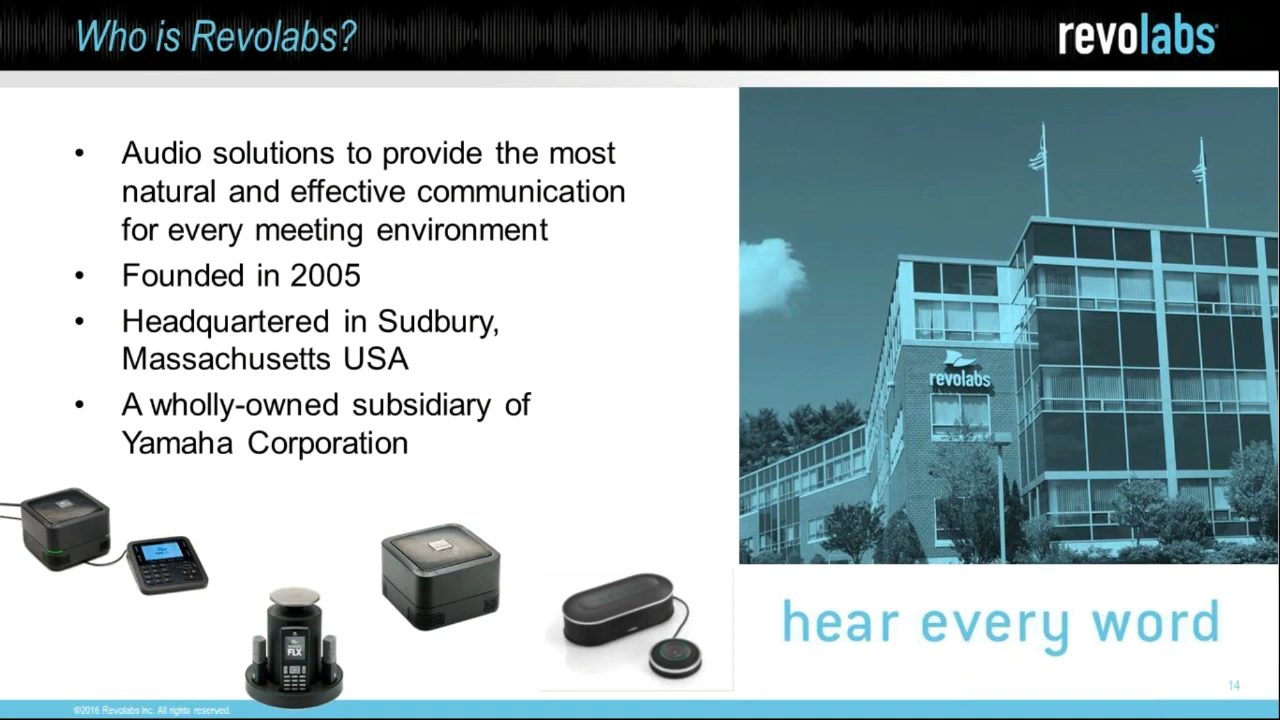 Who is Revolabs?
revolabs
• Audio solutions to provide the most
natural and effective communication
for every meeting environment
• Founded in 2005
• Headquartered in Sudbury,
Massachusetts USA
• A wholly-owned subsidiary of
Yamaha Corporation
revolabs
FLX
hear every word
14
©2016 Revolabs Inc. All rights reserved.